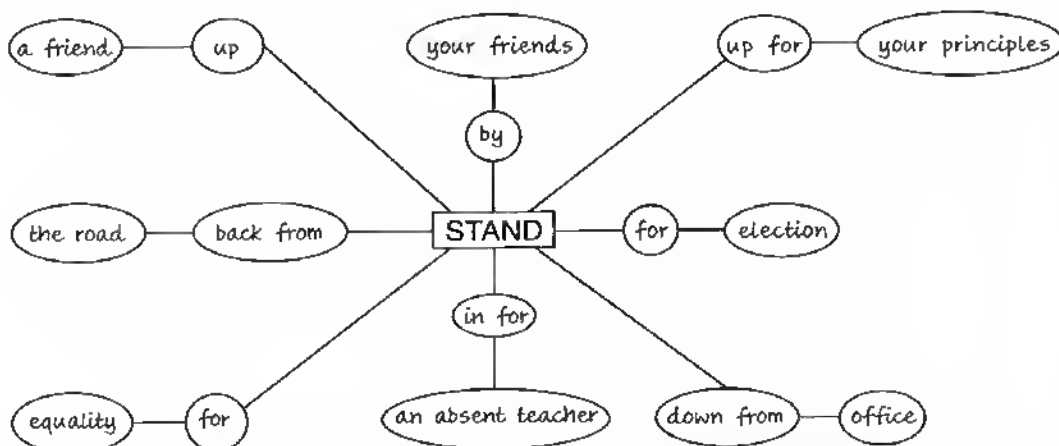 a friend up your friends up for your principles
by
the road back from STAND for election
in for
equality for an absent teacher down from office